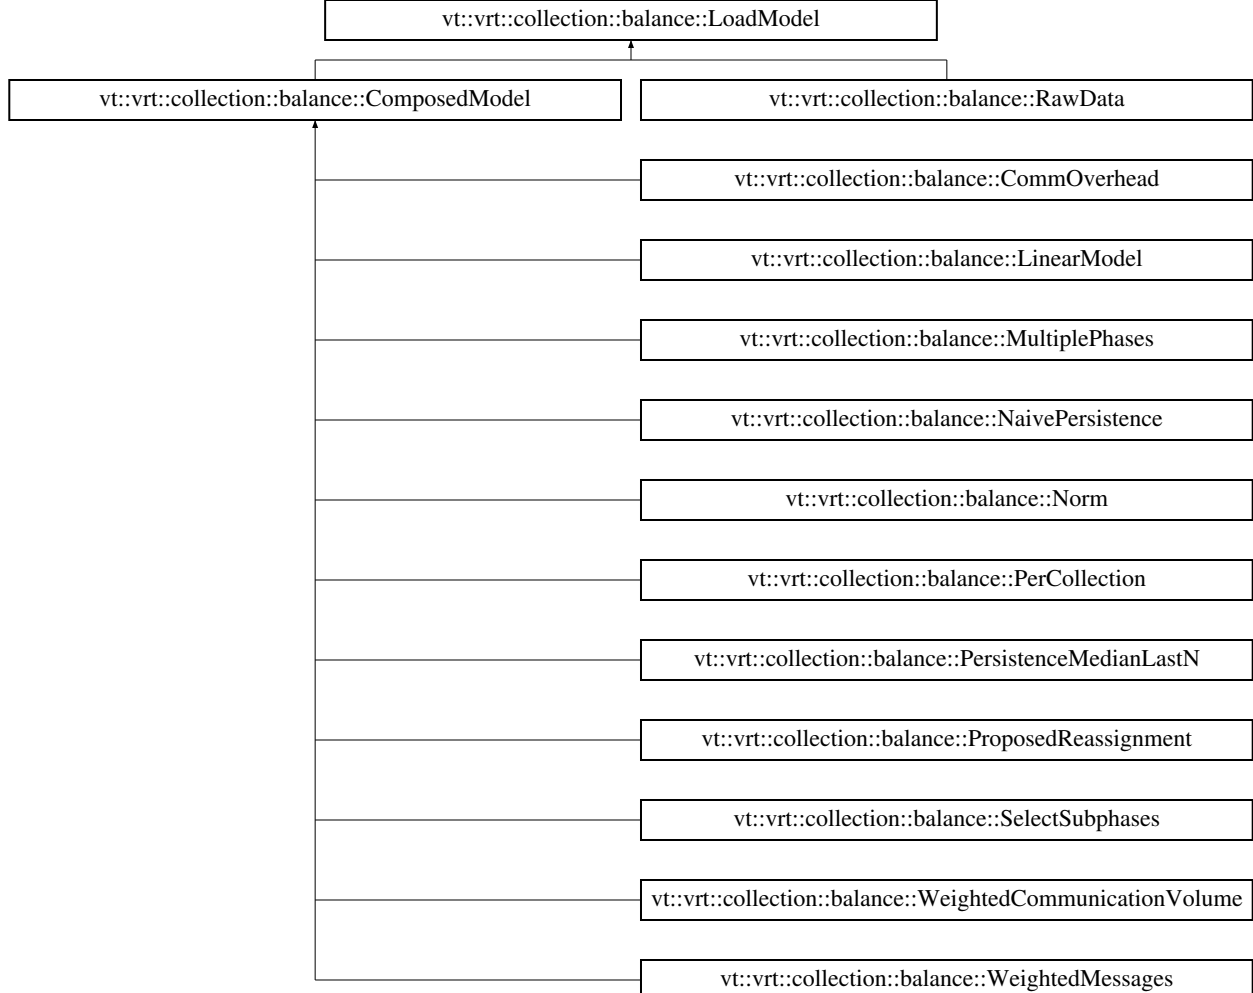 vt::vrt::collection::balance::LoadModel
vt::vrt::collection::balance::ComposedModel
vt::vrt::collection::balance::RawData
vt::vrt::collection::balance::CommOverhead
vt::vrt::collection::balance::LinearModel
vt::vrt::collection::balance::MultiplePhases
vt::vrt::collection::balance::NaivePersistence
vt::vrt::collection::balance::Norm
vt::vrt::collection::balance::PerCollection
vt::vrt::collection::balance::PersistenceMedianLastN
vt::vrt::collection::balance::ProposedReassignment
vt::vrt::collection::balance::SelectSubphases
vt::vrt::collection::balance::WeightedCommunicationVolume
vt::vrt::collection::balance::WeightedMessages